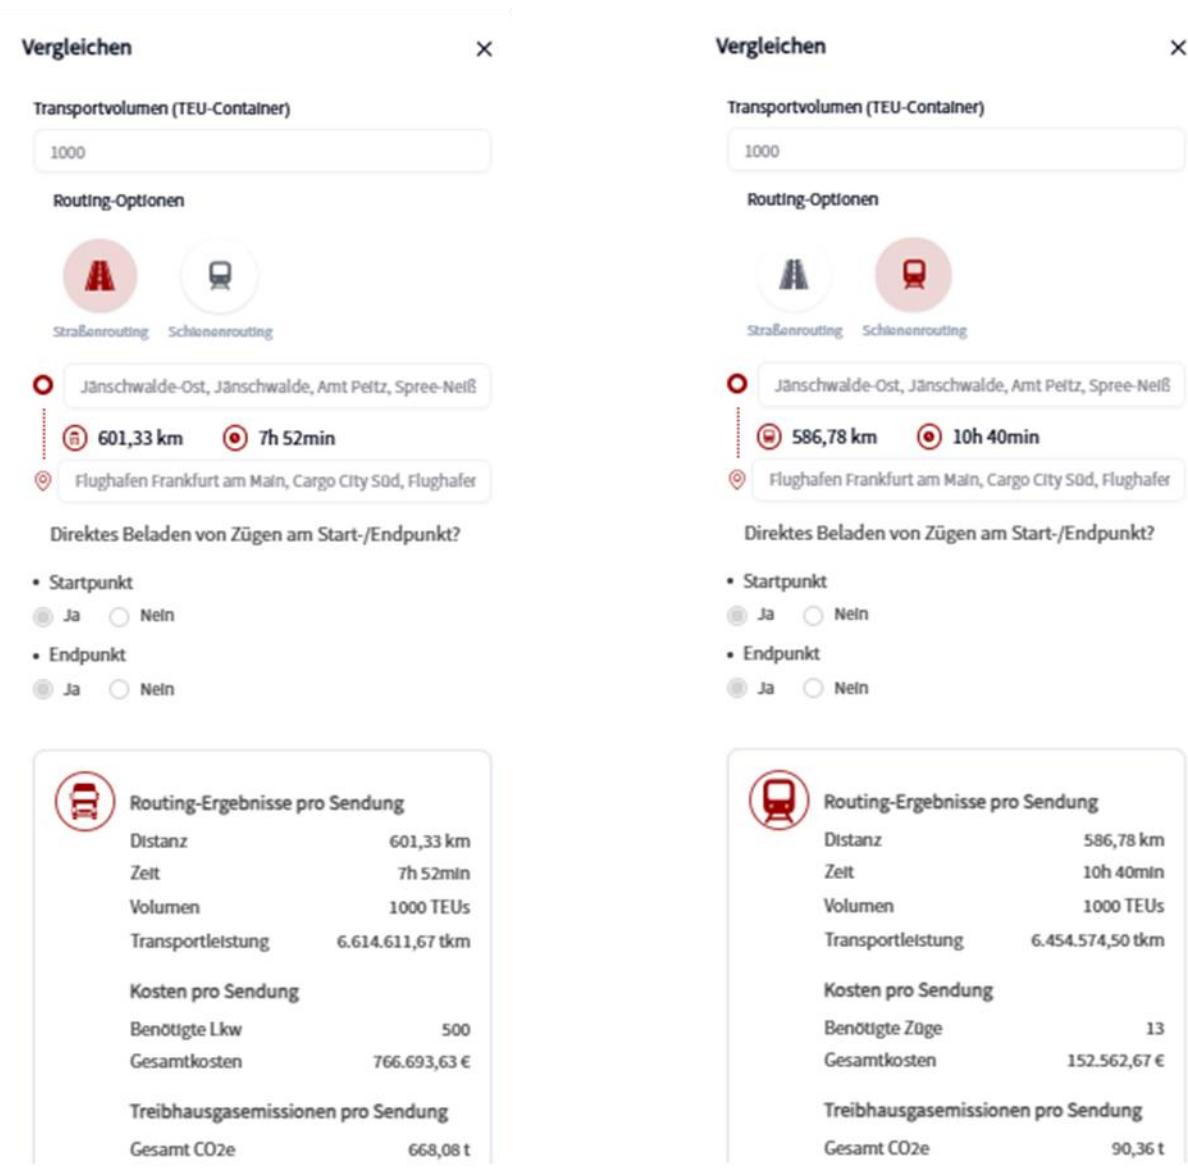 Vergleichen
Transportvolumen (TEU-Container)
1000
Routing-Optionen
Straßenrouting Schienenrouting
Jänschwalde-Ost, Jänschwalde, Amt Peitz, Spree-Neiß
601,33 km 7h 52min
Flughafen Frankfurt am Main, Cargo City Süd, Flughafer
Direktes Beladen von Zügen am Start-/Endpunkt?
• Startpunkt
Ja Nein
• Endpunkt
Ja Nein
Routing-Ergebnisse pro Sendung
Distanz 601,33 km
Zeit 7h 52min
Volumen 1000 TEUs
Transportleistung 6.614.611,67 tkm
Kosten pro Sendung
Benötigte Lkw 500
Gesamtkosten 766.693,63 €
Treibhausgasemissionen pro Sendung
Gesamt CO2e 668,08 t
Vergleichen
Transportvolumen (TEU-Container)
1000
Routing-Optionen
Straßenrouting Schienenrouting
Jänschwalde-Ost, Jänschwalde, Amt Peitz, Spree-Neiß
586,78 km 10h 40min
Flughafen Frankfurt am Main, Cargo City Süd, Flughafer
Direktes Beladen von Zügen am Start-/Endpunkt?
• Startpunkt
Ja Nein
• Endpunkt
Ja Nein
Routing-Ergebnisse pro Sendung
Distanz 586,78 km
Zeit 10h 40min
Volumen 1000 TEUs
Transportleistung 6.454.574,50 tkm
Kosten pro Sendung
Benötigte Züge 13
Gesamtkosten 152.562,67 €
Treibhausgasemissionen pro Sendung
Gesamt CO2e 90,36 t